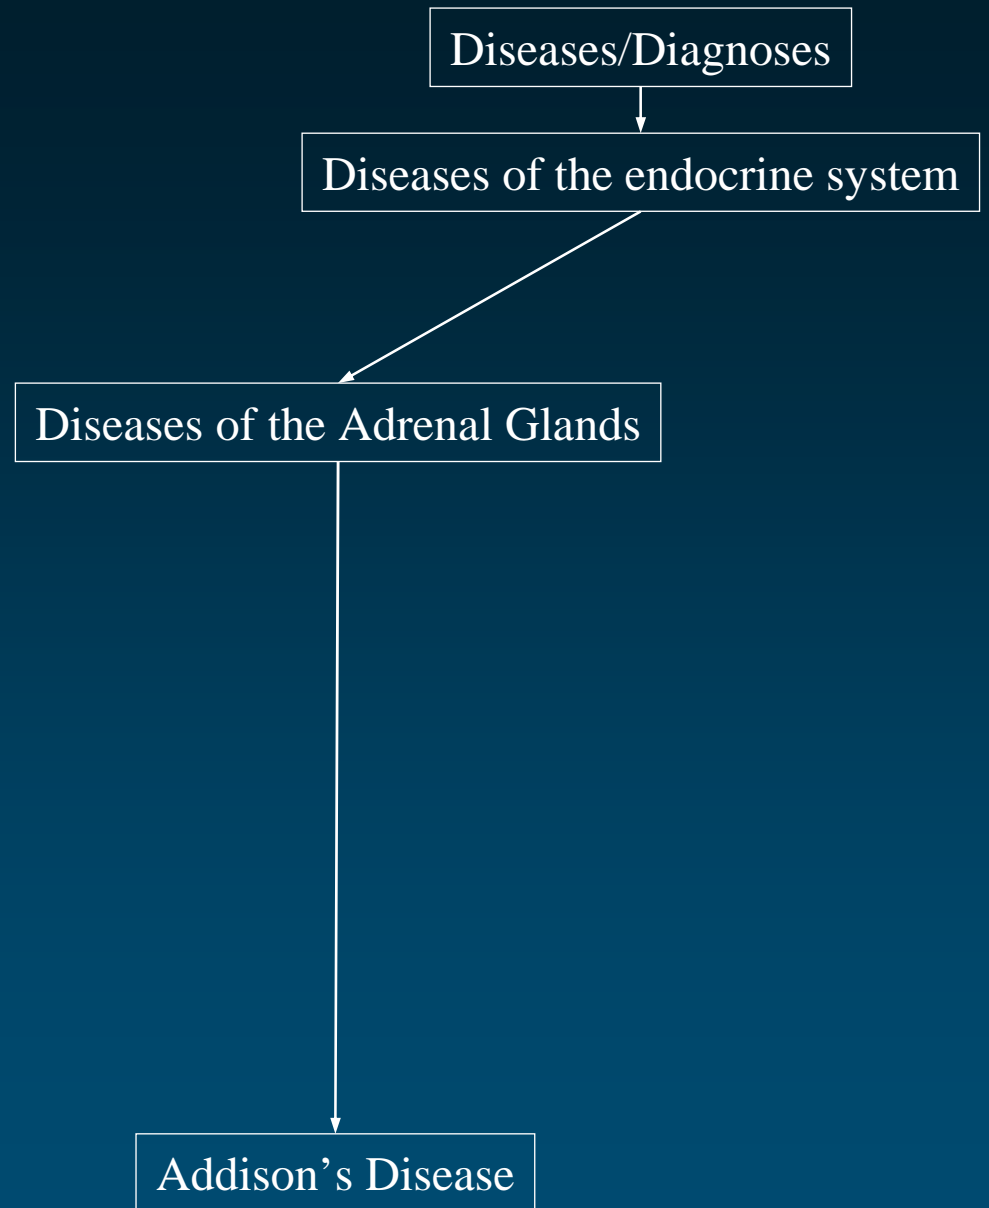 Diseases/Diagnoses
Diseases of the endocrine system
Diseases of the Adrenal Glands
Addison’s Disease